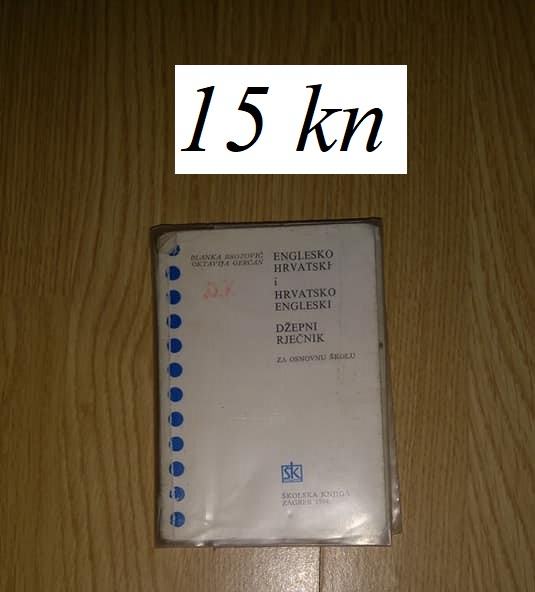 15 kn
BLANKA BROZOVIĆ
OKTAVIJA GERČAN
ENGLESKO
HRVATSKI
i
HRVATSKO
ENGLESKI
DŽEPNI
RJEČNIK
ZA OSNOVNU ŠKOLU
ŠK
ŠKOLSKA KNJIGA
ZAGREB